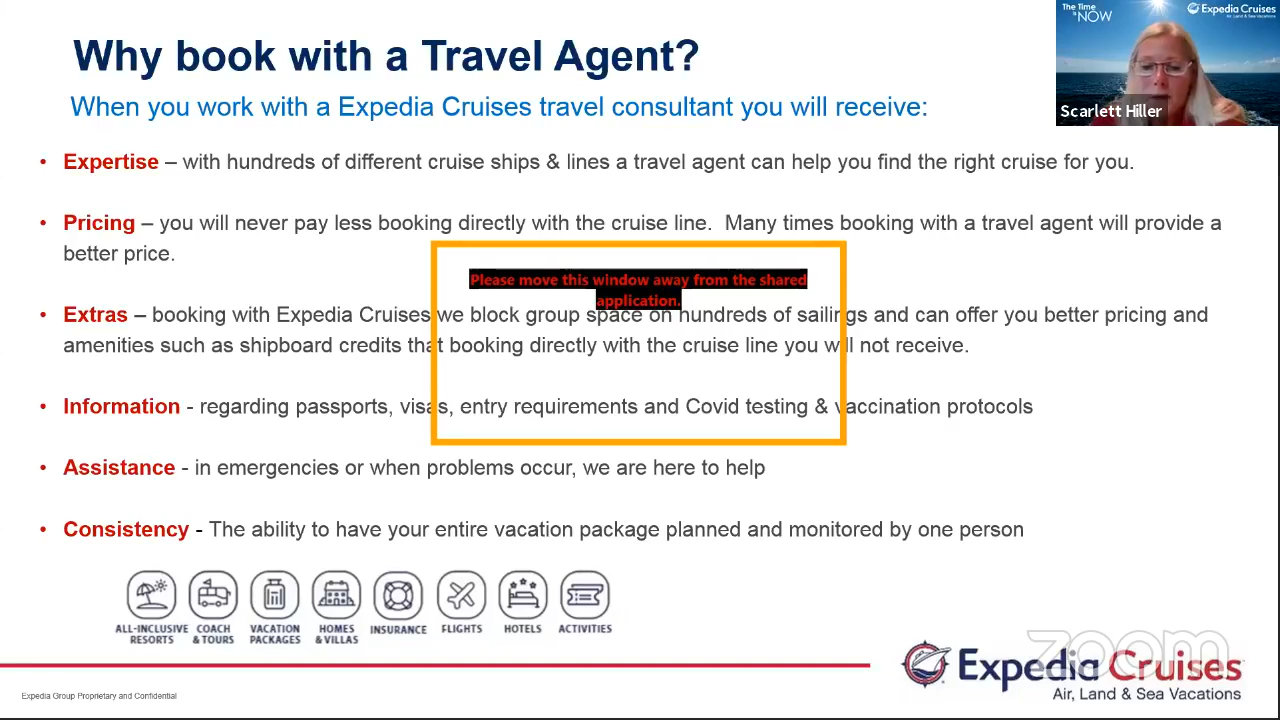 Why book with a Travel Agent?
When you work with a Expedia Cruises travel consultant you will receive:
The Time
is NOW
Expedia Cruises
Air, Land & Sea Vacations
Scarlett Hiller
• Expertise – with hundreds of different cruise ships & lines a travel agent can help you find the right cruise for you.
• Pricing – you will never pay less booking directly with the cruise line.  Many times booking with a travel agent will provide a
better price.
Please move this window away from the shared
application.
• Extras – booking with Expedia Cruises we block group space on hundreds of sailings and can offer you better pricing and
amenities such as shipboard credits that booking directly with the cruise line you will not receive.
• Information - regarding passports, visas, entry requirements and Covid testing & vaccination protocols
• Assistance - in emergencies or when problems occur, we are here to help
• Consistency - The ability to have your entire vacation package planned and monitored by one person
ALL-INCLUSIVE
RESORTS
COACH
& TOURS
VACATION
PACKAGES
HOMES
& VILLAS
INSURANCE
FLIGHTS
HOTELS
ACTIVITIES
zoom
Expedia Cruises
Air, Land & Sea Vacations
Expedia Group Proprietary and Confidential